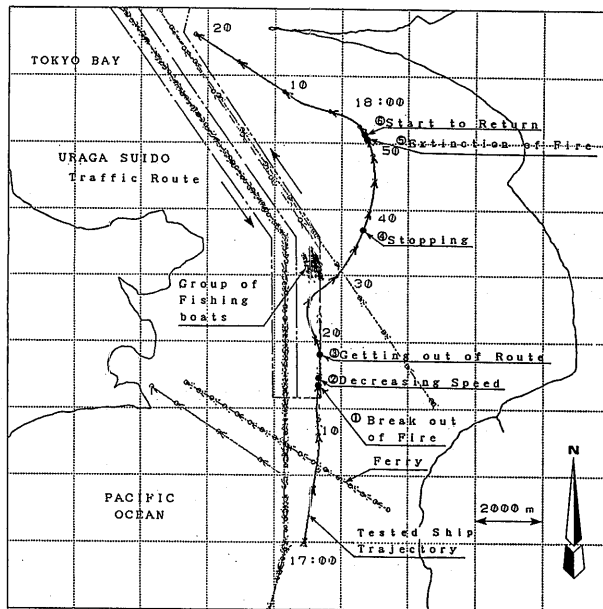 20
TOKYO BAY
10
18:00
⑥Start to Return
⑤Extinction of Fire
50
URAGA SUIDO
Traffic Route
40
④Stopping
Group of
Fishing
boats
30
20
③Getting out of Route
②Decreasing Speed
① Break out
of Fire
10
Ferry
N
PACIFIC
OCEAN
2000 m
Tested Ship
Trajectory
17:00